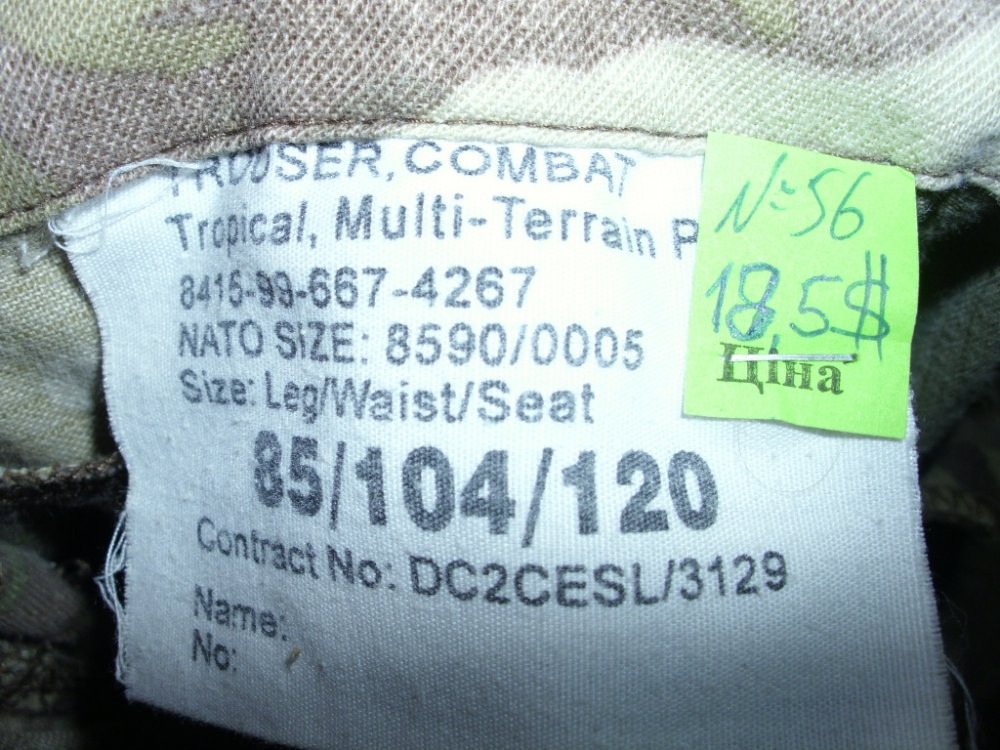 TROUSER, COMBAT
Tropical, Multi-Terrain P
8415-99-667-4267
NATO SIZE: 8590/0005
Size: Leg/Waist/Seat
85/104/120
Contract No: DC2CESL/3129
Name:
No:
№56
18,5$
Ціна